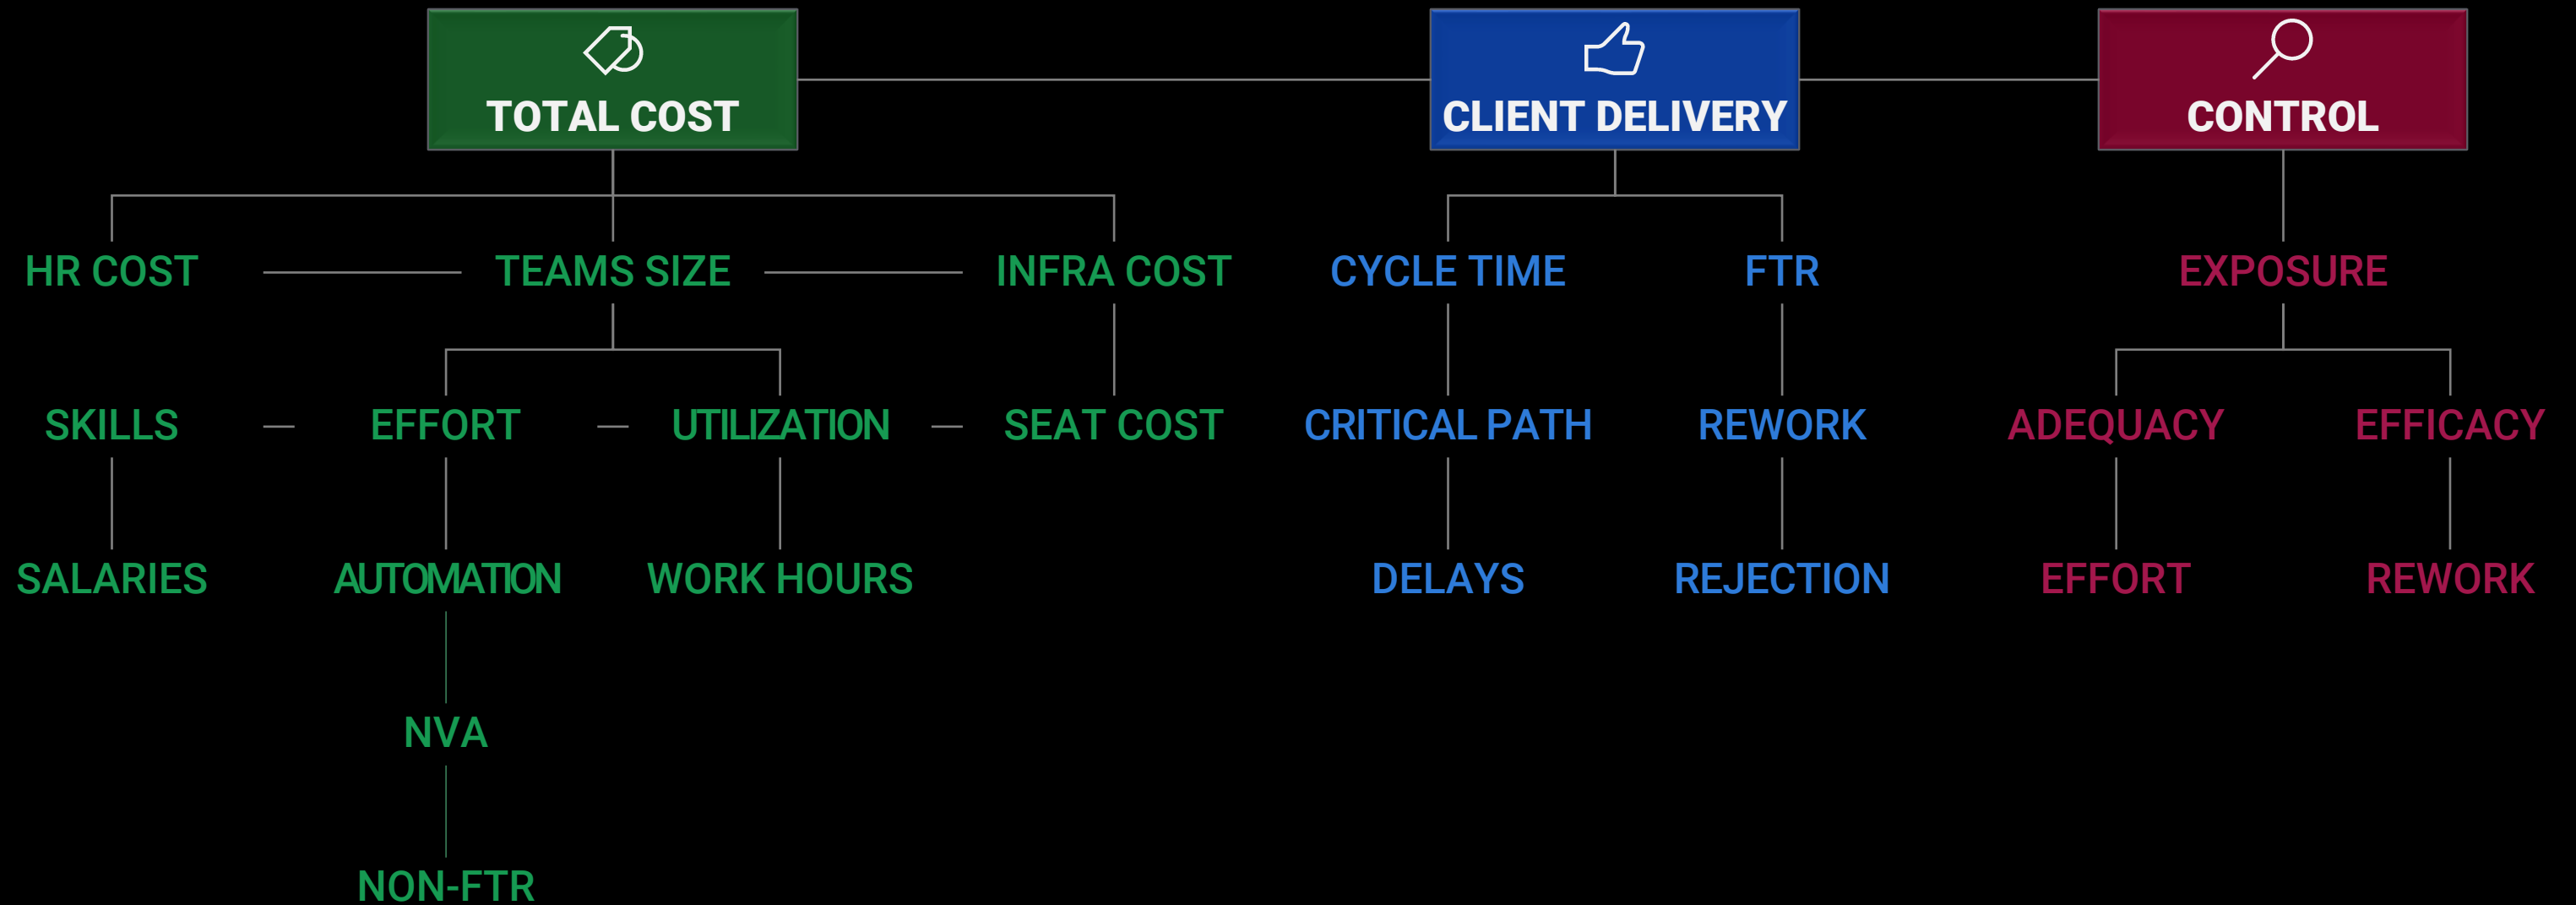 TOTAL COST
CLIENT DELIVERY
CONTROL
HR COST
TEAMS SIZE
INFRA COST
CYCLE TIME
FTR
EXPOSURE
SKILLS
EFFORT
UTILIZATION
SEAT COST
CRITICAL PATH
REWORK
ADEQUACY
EFFICACY
SALARIES
AUTOMATION
WORK HOURS
DELAYS
REJECTION
EFFORT
REWORK
NVA
NON-FTR